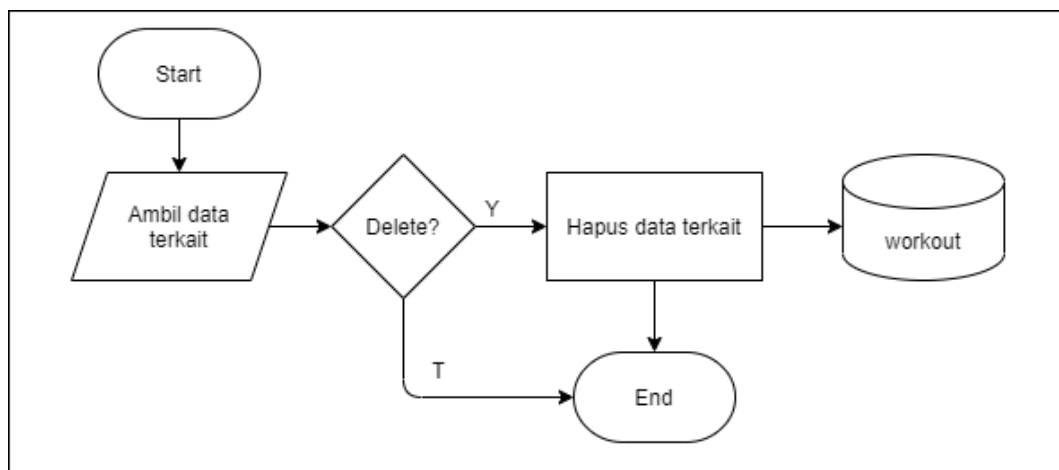 Start
Ambil data
terkait
Delete?
Y
Hapus data terkait
workout
T
End